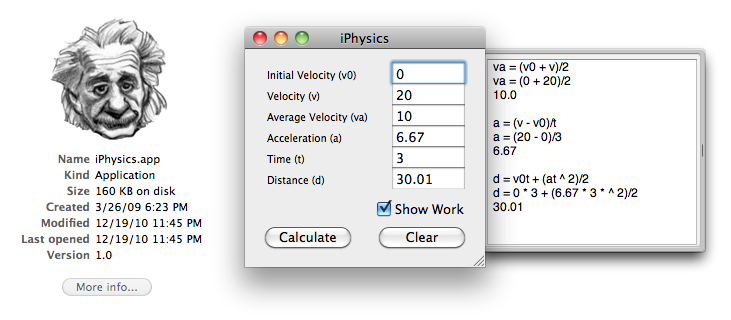 Name iPhysics.app
Kind Application
Size 160 KB on disk
Created 3/26/09 6:23 PM
Modified 12/19/10 11:45 PM
Last opened 12/19/10 11:45 PM
Version 1.0
More info...
iPhysics
Initial Velocity (v0) 0
Velocity (v) 20
Average Velocity (va) 10
Acceleration (a) 6.67
Time (t) 3
Distance (d) 30.01
Show Work
Calculate Clear
va = (v0 + v)/2
va = (0 + 20)/2
10.0
a = (v - v0)/t
a = (20 - 0)/3
6.67
d = v0t + (at ^ 2)/2
d = 0 * 3 + (6.67 * 3 * ^ 2)/2
30.01